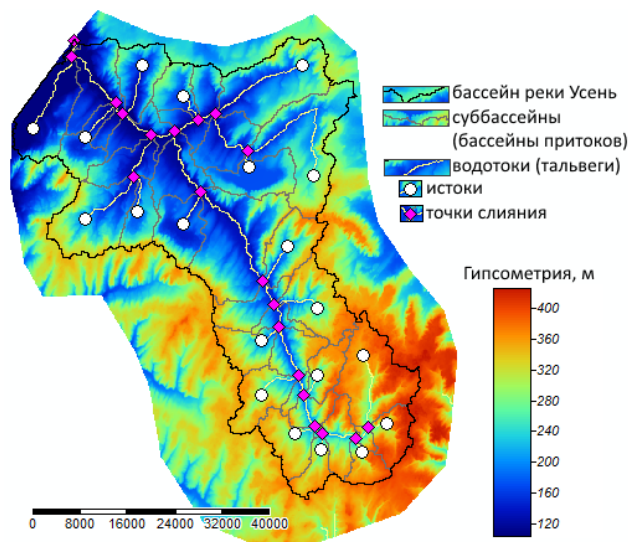 бассейн реки Усень
суббассейны
(бассейны притоков)
водотоки (тальвеги)
истоки
точки слияния
Гипсометрия, м
400
360
320
280
240
200
160
120
0 8000 16000 24000 32000 40000